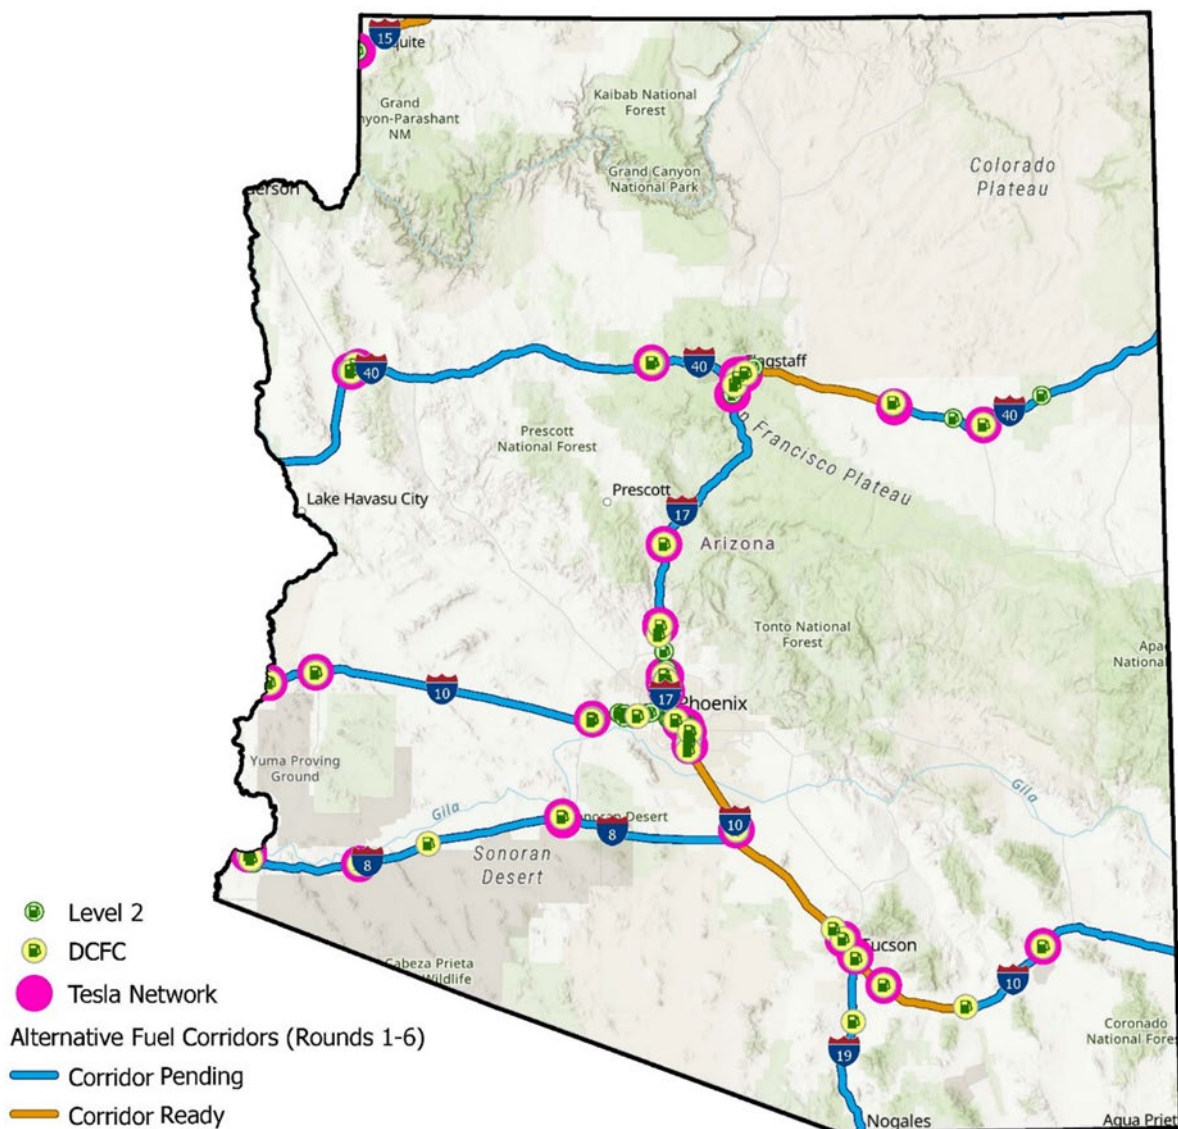 15
quite
Grand
yon-Parashant
NM
Kaibab National
Forest
Grand Canyon
National Park
Colorado
Plateau
erson
40
40
Flagstaff
40
Prescott
National Forest
n Francisco Plateau
Lake Havasu City
Prescott
17
Arizona
Tonto National
Forest
Apa
National
10
17
Phoenix
Yuma Proving
Ground
Gila
Gila
onoran Desert
10
8
8
Sonoran
Desert
Tucson
Cabeza Prieta
Wildlife
10
Coronado
National Fores
19
Nogales
Agua Priet
Level 2
DCFC
Tesla Network
Alternative Fuel Corridors (Rounds 1-6)
Corridor Pending
Corridor Ready